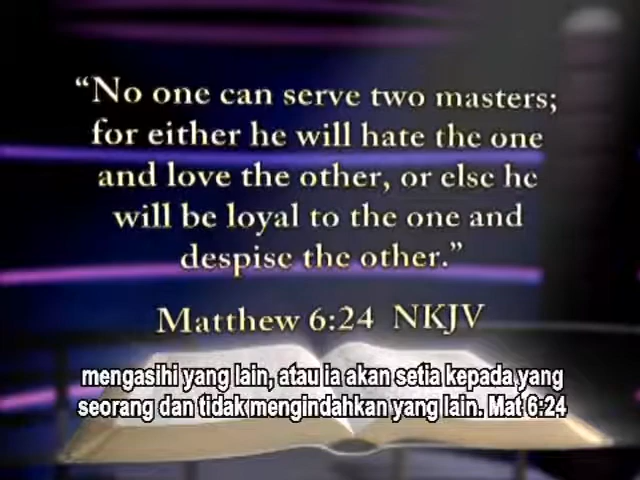 “No one can serve two masters;
for either he will hate the one
and love the other, or else he
will be loyal to the one and
despise the other.”
Matthew 6:24 NKJV
mengasihi yang lain, atau ia akan setia kepada yang
seorang dan tidak mengindahkan yang lain. Mat 6:24